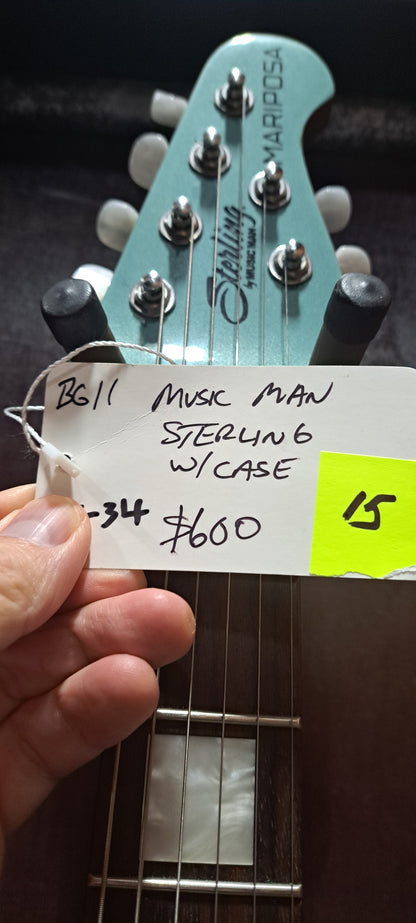 MARIPOSA
Sterling
by MUSIC MAN
BG11 MUSIC MAN
STERLING
W/CASE
-34 $600
15